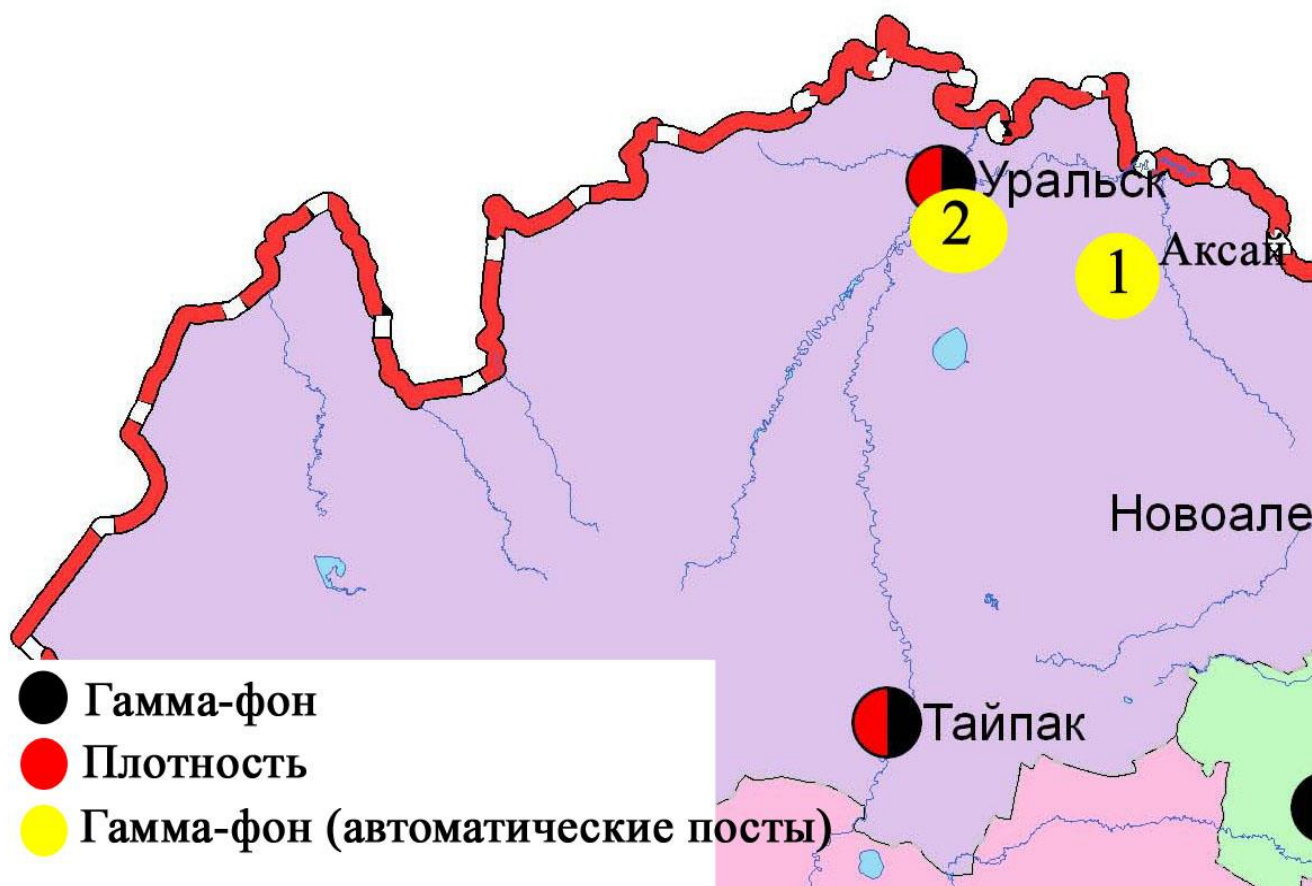 Уральск
2
Аксай
1
Новоале
Тайпак
Гамма-фон
Плотность
Гамма-фон (автоматические посты)